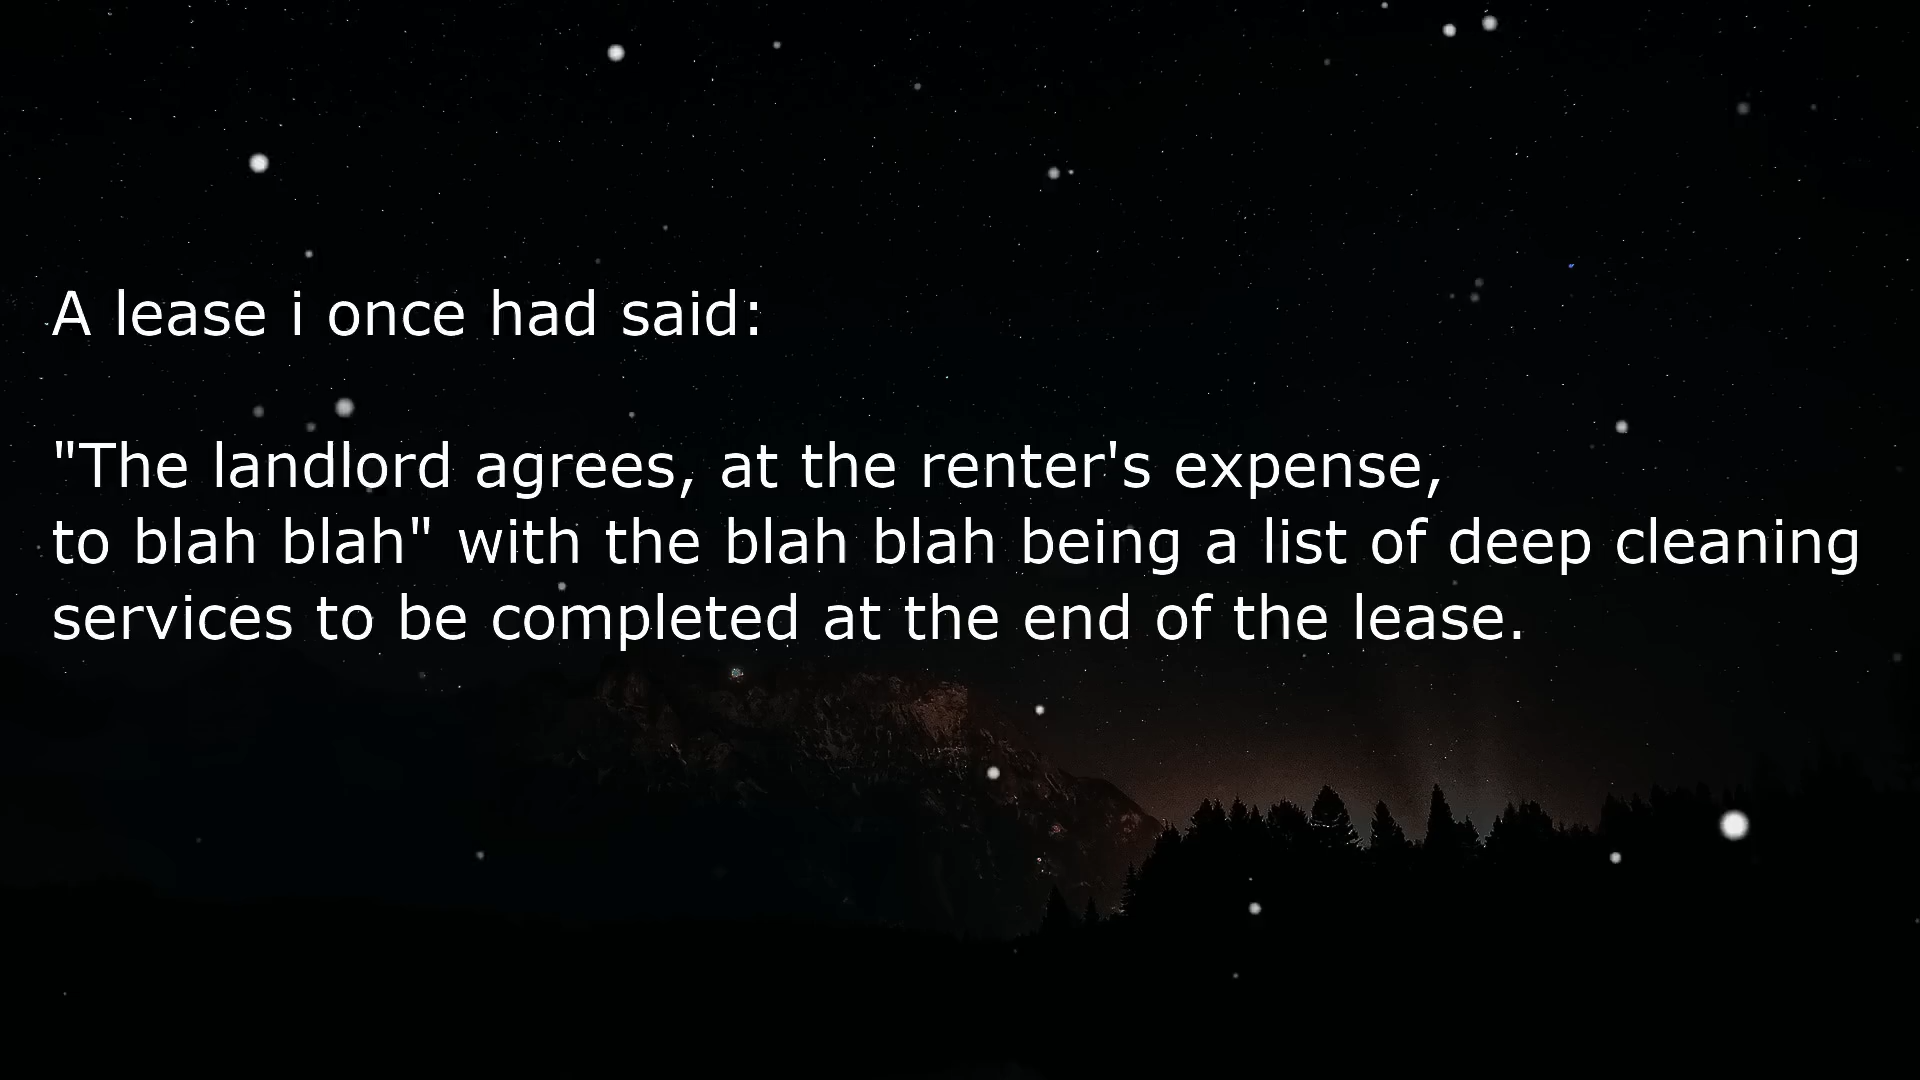 A lease i once had said:
"The landlord agrees, at the renter's expense,
to blah blah" with the blah blah being a list of deep cleaning
services to be completed at the end of the lease.